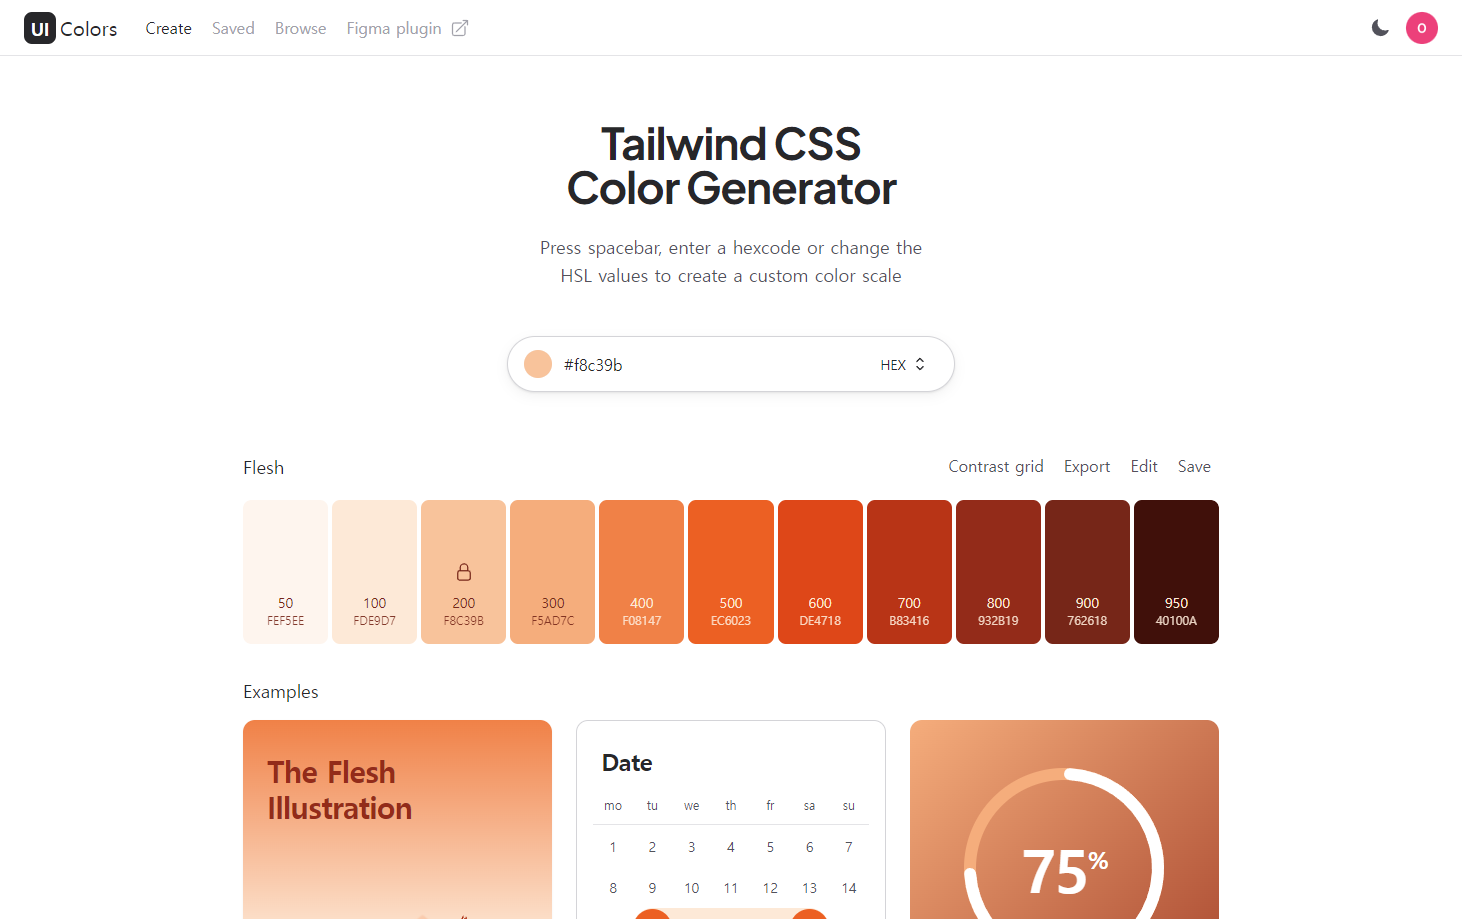 UI Colors Create Saved Browse Figma plugin O
Tailwind CSS
Color Generator
Press spacebar, enter a hexcode or change the
HSL values to create a custom color scale
#f8c39b HEX
Flesh Contrast grid Export Edit Save
50 100 200 300 400 500 600 700 800 900 950
FEF5EE FDE9D7 F8C39B F5AD7C F08147 EC6023 DE4718 B83416 932B19 762618 40100A
Examples
The Flesh
Illustration
Date
mo tu we th fr sa su
1 2 3 4 5 6 7
8 9 10 11 12 13 14
75%